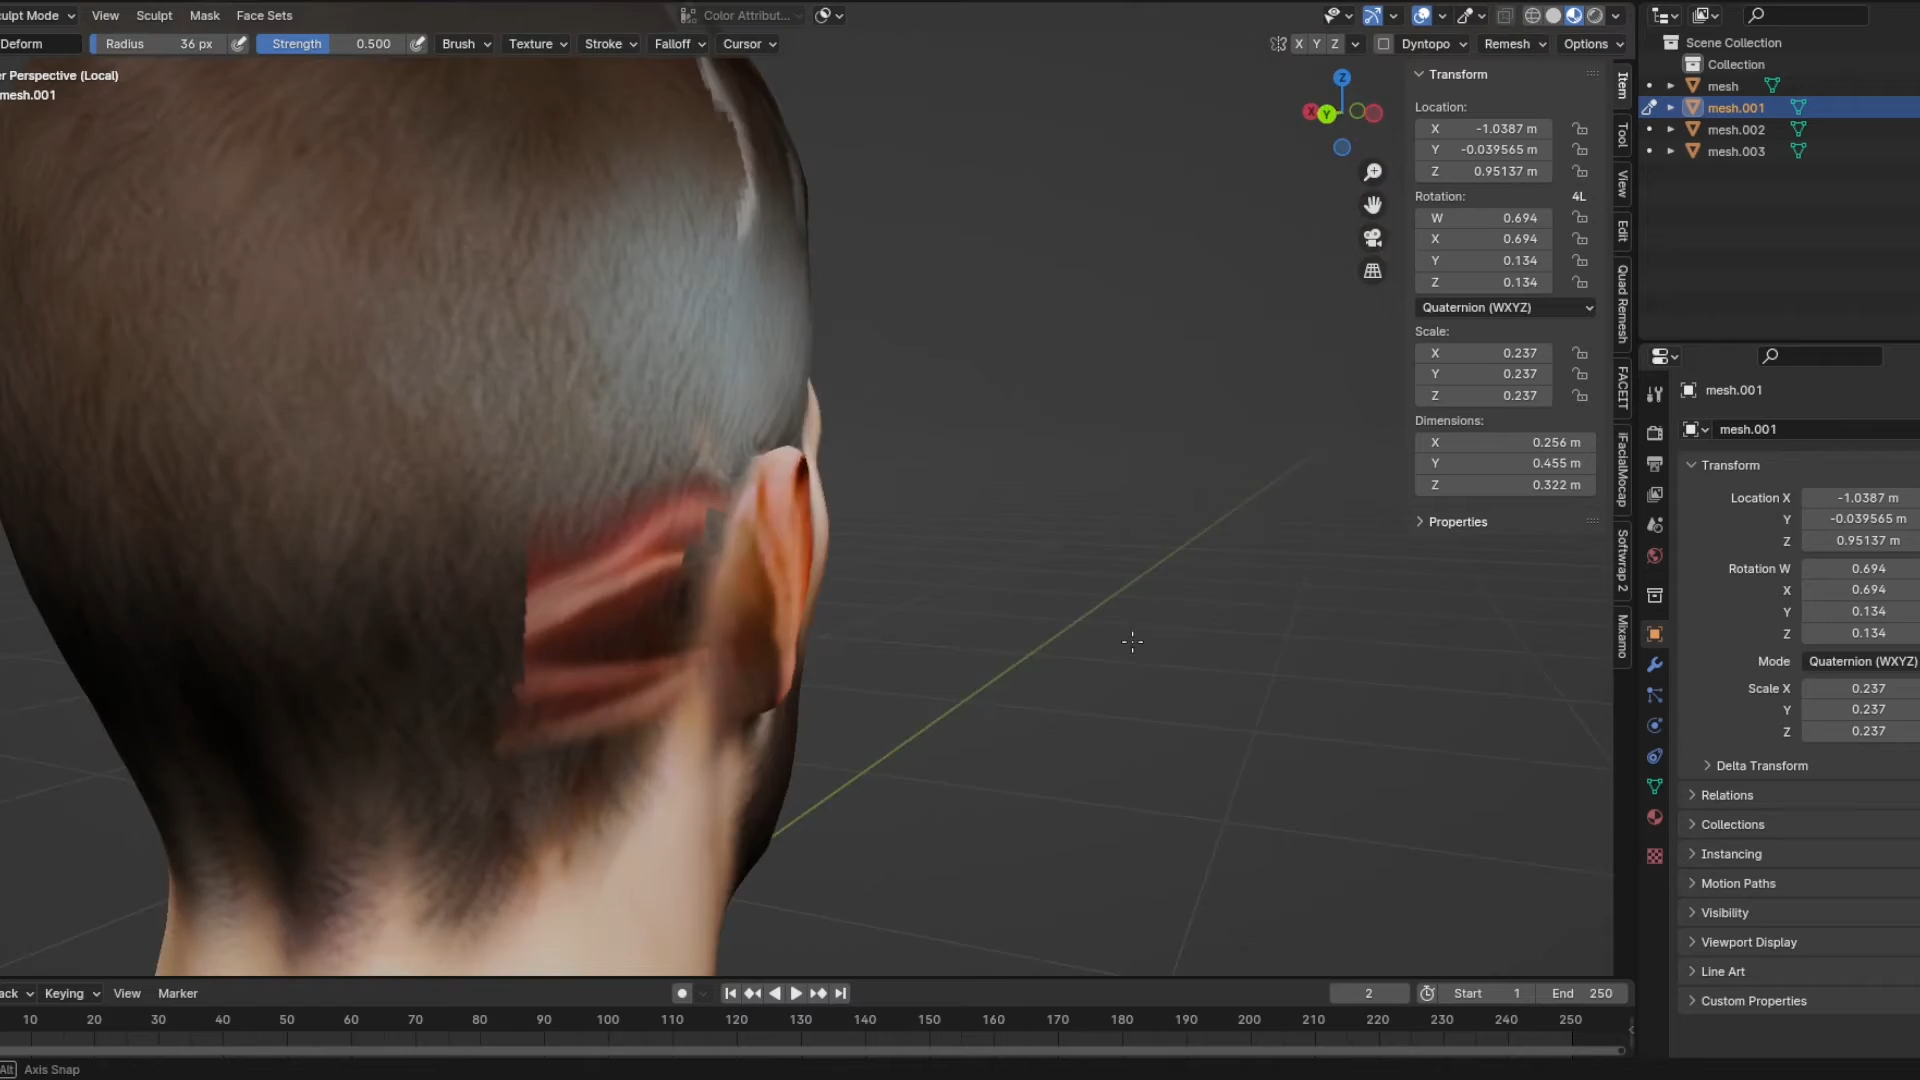 culpt Mode View Sculpt Mask Face Sets Color Attribut...
Deform Radius 36 px Strength 0.500 Brush Texture Stroke Falloff Cursor X Y Z Dyntopo Remesh Options
er Perspective (Local)
mesh.001
Z
X
Y
Transform
Location:
X -1.0387 m
Y -0.039565 m
Z 0.95137 m
Rotation: 4L
W 0.694
X 0.694
Y 0.134
Z 0.134
Quaternion (WXYZ)
Scale:
X 0.237
Y 0.237
Z 0.237
Dimensions:
X 0.256 m
Y 0.455 m
Z 0.322 m
Properties
Item
Tool
View
Edit
Quad Remesh
FACEIT
iFacialMocap
Softwrap 2
Mixamo
Scene Collection
Collection
mesh
mesh.001
mesh.002
mesh.003
mesh.001
mesh.001
Transform
Location X -1.0387 m
Y -0.039565 m
Z 0.95137 m
Rotation W 0.694
X 0.694
Y 0.134
Z 0.134
Mode Quaternion (WXYZ)
Scale X 0.237
Y 0.237
Z 0.237
Delta Transform
Relations
Collections
Instancing
Motion Paths
Visibility
Viewport Display
Line Art
Custom Properties
ack Keying View Marker 2 Start 1 End 250
10 20 30 40 50 60 70 80 90 100 110 120 130 140 150 160 170 180 190 200 210 220 230 240 250
Alt Axis Snap